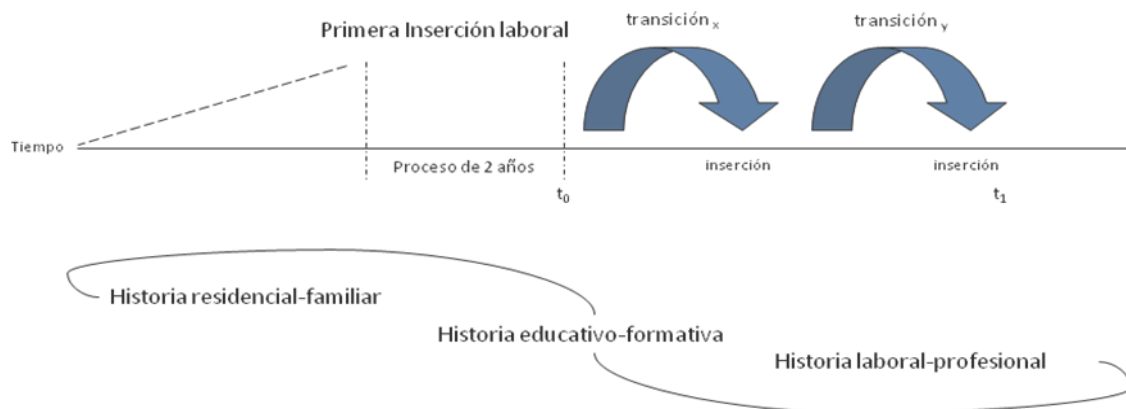 transición x
transición y
Primera Inserción laboral
Tiempo
Proceso de 2 años
inserción
inserción
t0
t1
Historia residencial-familiar
Historia educativo-formativa
Historia laboral-profesional